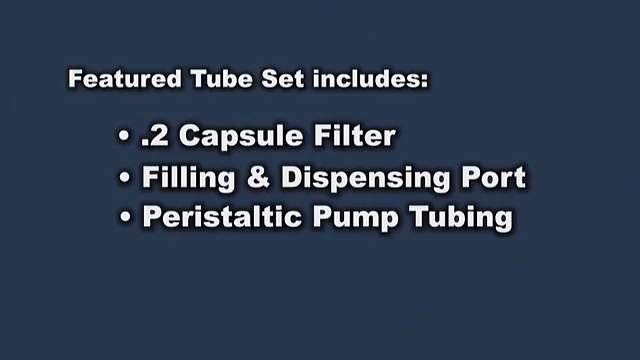 Featured Tube Set includes:
• .2 Capsule Filter
• Filling & Dispensing Port
• Peristaltic Pump Tubing